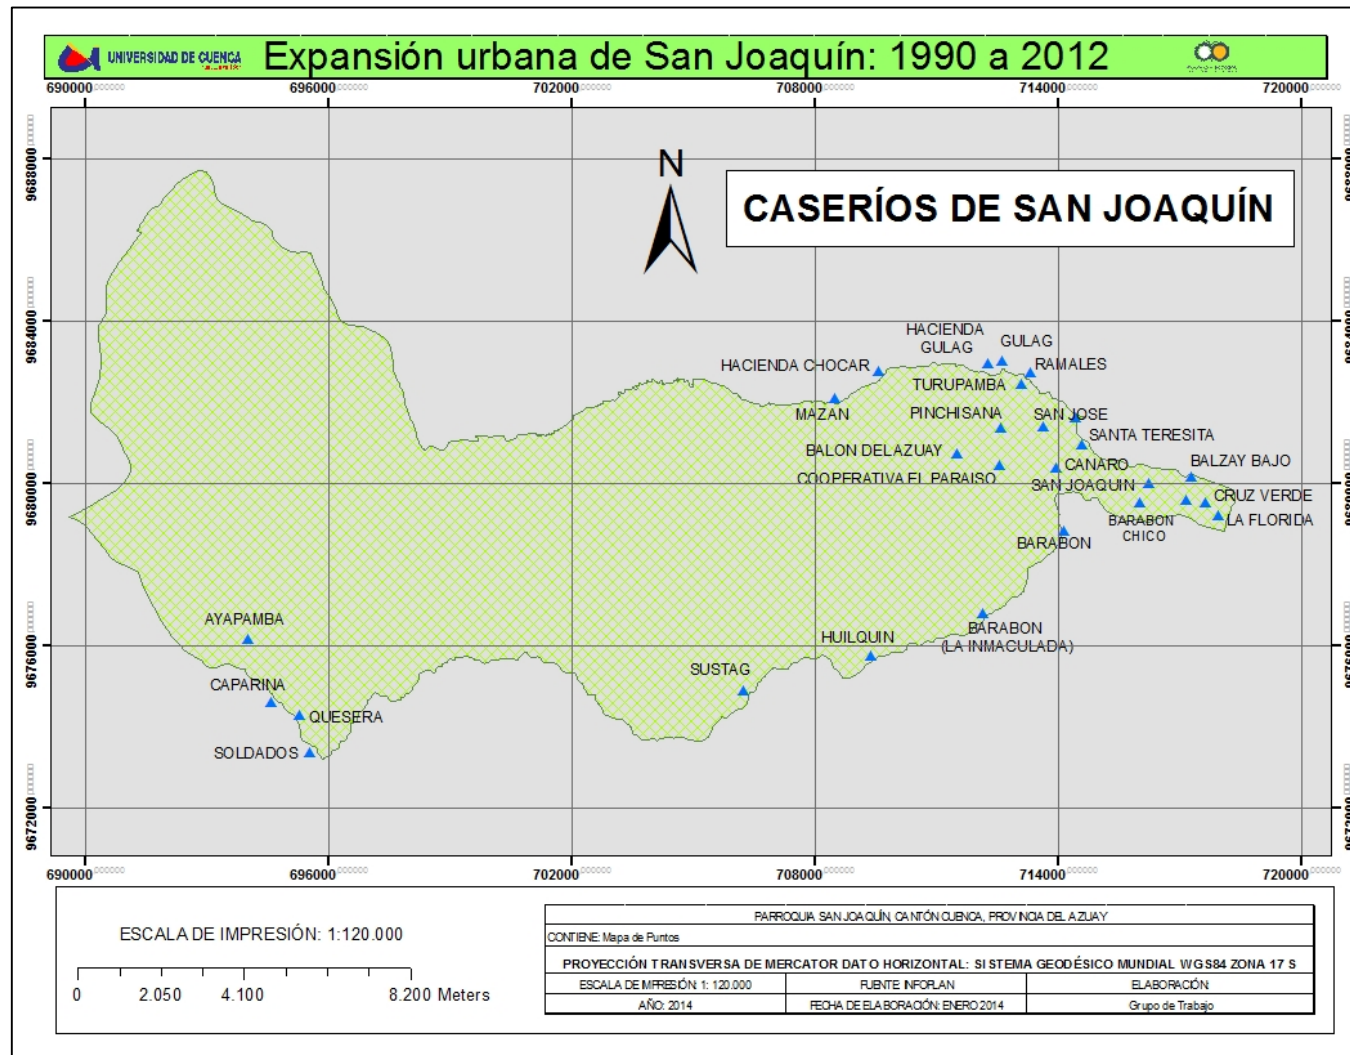 UNIVERSIDAD DE CUENCA
Expansión urbana de San Joaquín: 1990 a 2012
690000 696000 702000 708000 714000 720000
9688000 9688000
N
CASERÍOS DE SAN JOAQUÍN
9684000 9684000
HACIENDA
GULAG
GULAG
HACIENDA CHOCAR
RAMALES
TURUPAMBA
MAZAN
PINCHISANA
SAN JOSE
SANTA TERESITA
BALON DELAZUAY
CANARO
BALZAY BAJO
COOPERATIVA EL PARAISO
SAN JOAQUIN
9680000 9680000
CRUZ VERDE
BARABON
CHICO
LA FLORIDA
BARABON
AYAPAMBA
BARABON
(LA INMACULADA)
HUILQUIN
9676000 9676000
SUSTAG
CAPARINA
QUESERA
SOLDADOS
9672000 9672000
690000 696000 702000 708000 714000 720000
ESCALA DE IMPRESIÓN: 1:120.000
0 2.050 4.100 8.200 Meters
PARROQUIA SAN JOAQUÍN, CANTÓN CUENCA, PROVINCIA DEL AZUAY
CONTIENE: Mapa de Puntos
PROYECCIÓN TRANSVERSA DE MERCATOR DATO HORIZONTAL: SISTEMA GEODÉSICO MUNDIAL WGS84 ZONA 17 S
ESCALA DE IMPRESIÓN: 1: 120.000 FUENTE: INFOPLAN ELABORACIÓN:
AÑO: 2014 FECHA DE ELABORACIÓN: ENERO 2014 Grupo de Trabajo